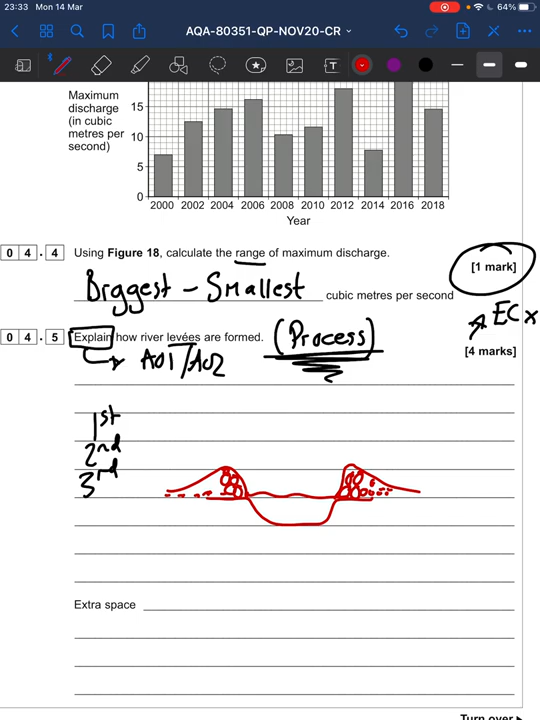 23:33 Mon 14 Mar
64%
AQA-80351-QP-NOV20-CR
Maximum
discharge
(in cubic
metres per
second)
15
10
5
0
2000 2002 2004 2006 2008 2010 2012 2014 2016 2018
Year
0 4 . 4 Using Figure 18, calculate the range of maximum discharge.
[1 mark]
Biggest - Smallest cubic metres per second
EC x
0 4 . 5 Explain how river levées are formed. (Process)
[4 marks]
AO1/AO2
1st
2nd
3rd
Extra space
Turn over